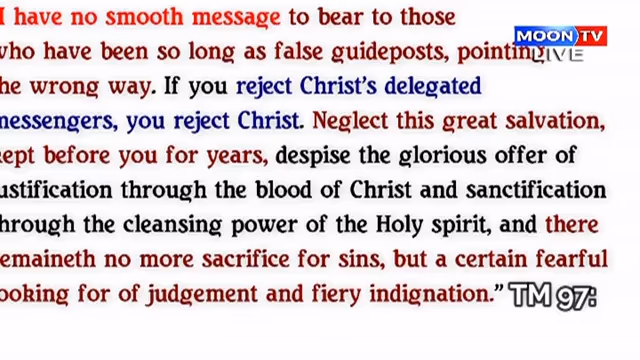 I have no smooth message to bear to those
who have been so long as false guideposts, pointing
he wrong way. If you reject Christ's delegated
messengers, you reject Christ. Neglect this great salvation,
kept before you for years, despise the glorious offer of
ustification through the blood of Christ and sanctification
hrough the cleansing power of the Holy spirit, and there
emaineth no more sacrifice for sins, but a certain fearful
ooking for of judgement and fiery indignation." TM 97:
MOON TV
LIVE